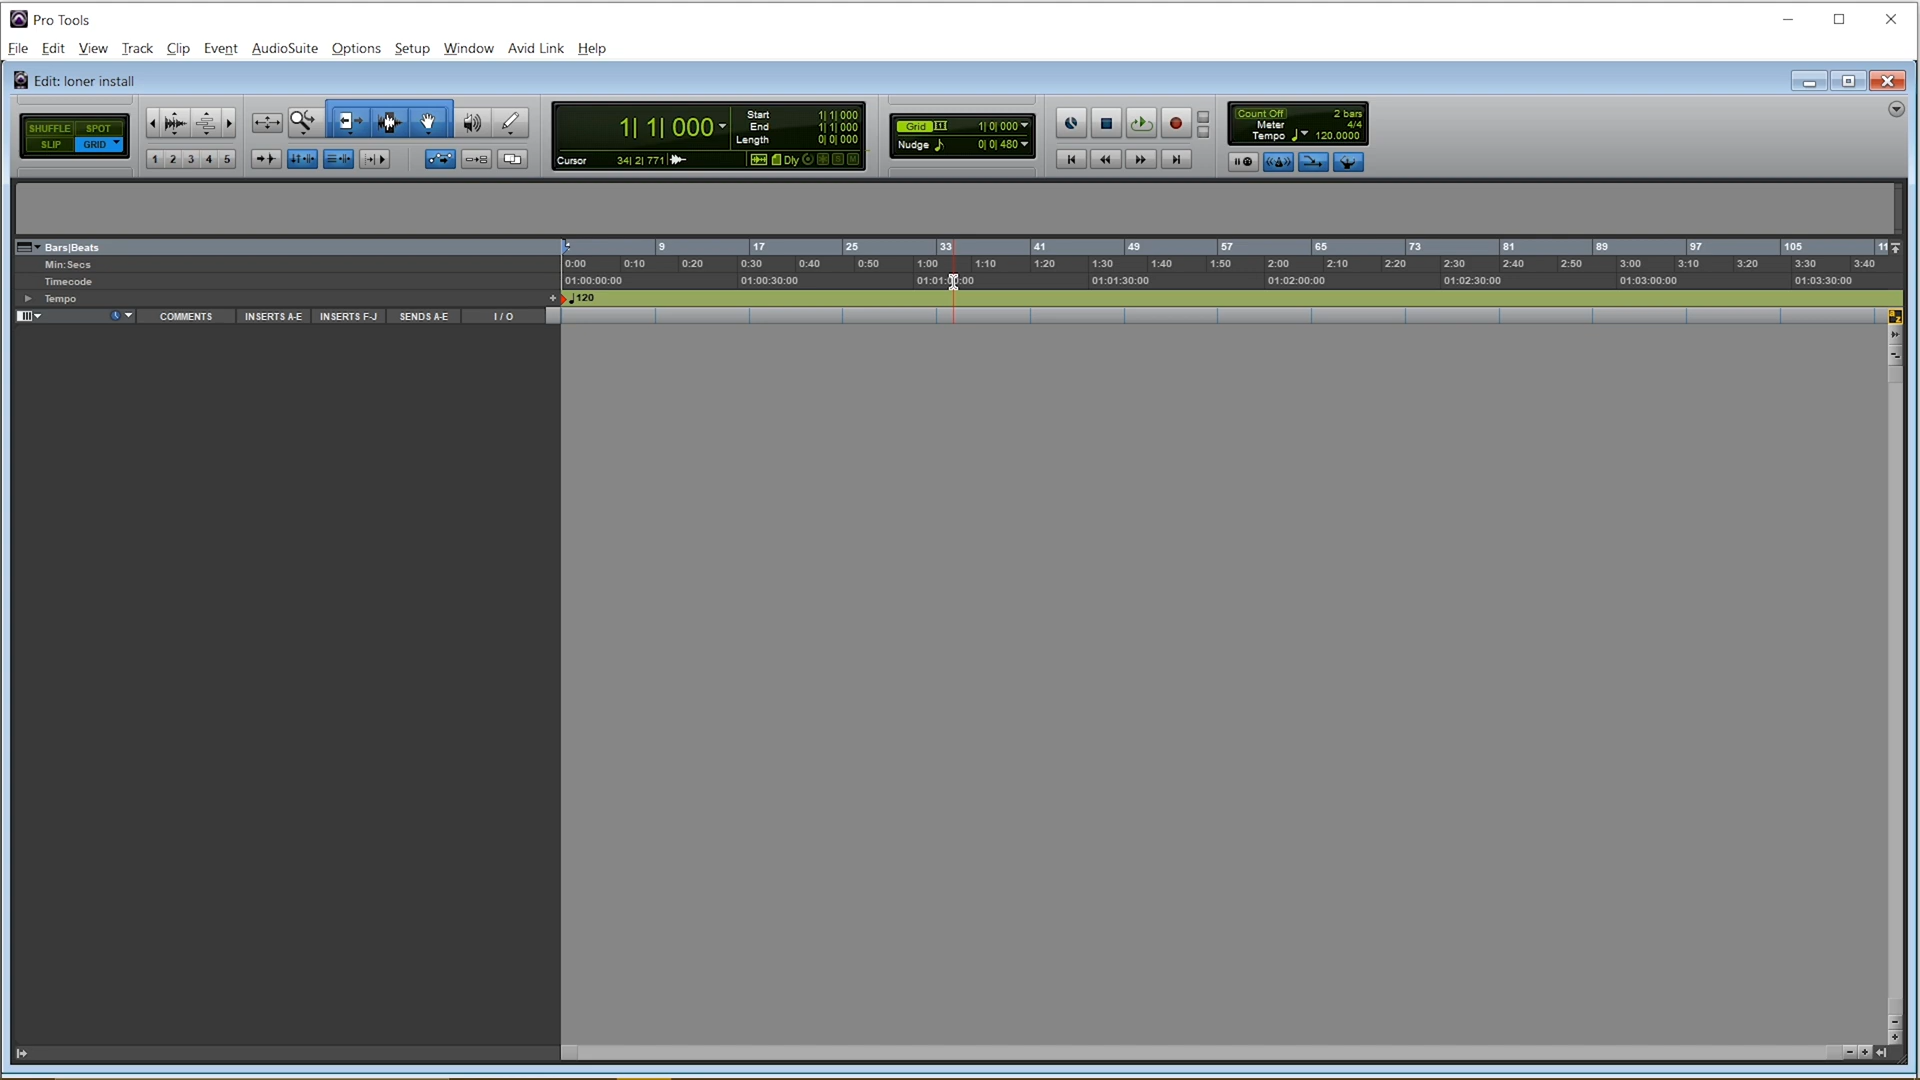 Pro Tools
File Edit View Track Clip Event AudioSuite Options Setup Window Avid Link Help
Edit: loner install
SHUFFLE SPOT
SLIP GRID
1 2 3 4 5
1| 1| 000
Start 1| 1| 000
End 1| 1| 000
Length 0| 0| 000
Cursor 34| 2| 771
Dly
Grid 1| 0| 000
Nudge 0| 0| 480
Count Off 2 bars
Meter 4/4
Tempo 120.0000
Bars|Beats 9 17 25 33 41 49 57 65 73 81 89 97 105 11
Min:Secs 0:00 0:10 0:20 0:30 0:40 0:50 1:00 1:10 1:20 1:30 1:40 1:50 2:00 2:10 2:20 2:30 2:40 2:50 3:00 3:10 3:20 3:30 3:40
Timecode 01:00:00:00 01:00:30:00 01:01:00:00 01:01:30:00 01:02:00:00 01:02:30:00 01:03:00:00 01:03:30:00
Tempo 120
COMMENTS INSERTS A-E INSERTS F-J SENDS A-E I / O